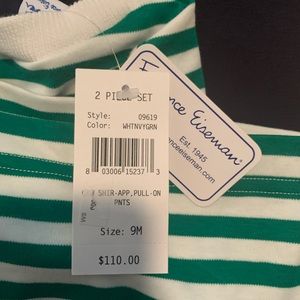 2 PIECE SET
Style: 09619
Color: WHTNVYGRN
8 03006 15237 3
SHIR-APP,PULL-ON
PNTS
Size: 9M
$110.00
Eiseman®
Est. 1945